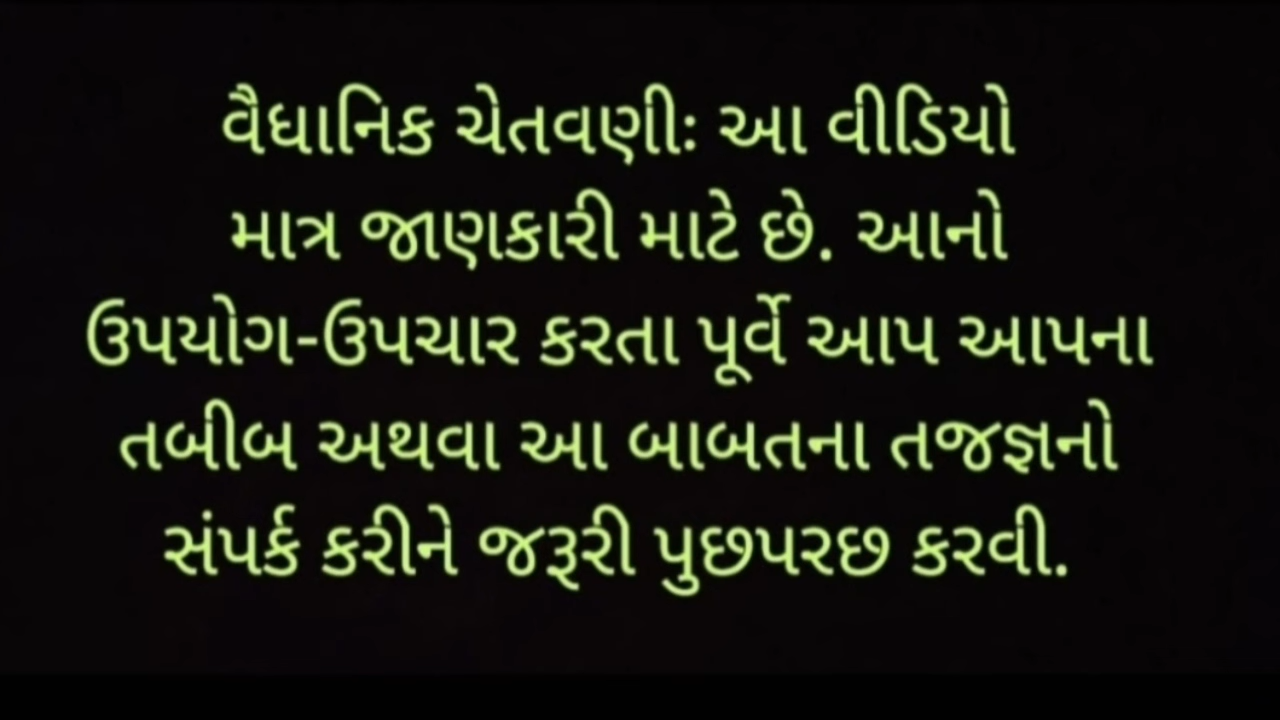 વૈધાનિક ચેતવણીઃ આ વીડિયો
માત્ર જાણકારી માટે છે. આનો
ઉપયોગ-ઉપચાર કરતા પૂર્વે આપ આપના
તબીબ અથવા આ બાબતના તજજ્ઞનો
સંપર્ક કરીને જરૂરી પુછપરછ કરવી.